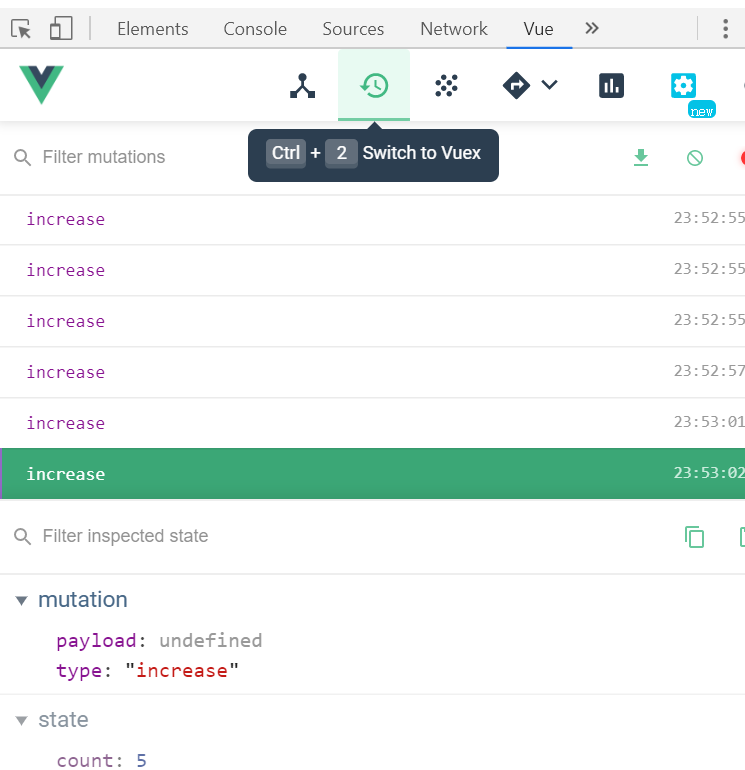 Elements Console Sources Network Vue
new
Ctrl + 2 Switch to Vuex
Filter mutations
increase 23:52:55
increase 23:52:55
increase 23:52:55
increase 23:52:57
increase 23:53:01
increase 23:53:02
Filter inspected state
mutation
payload: undefined
type: "increase"
state
count: 5